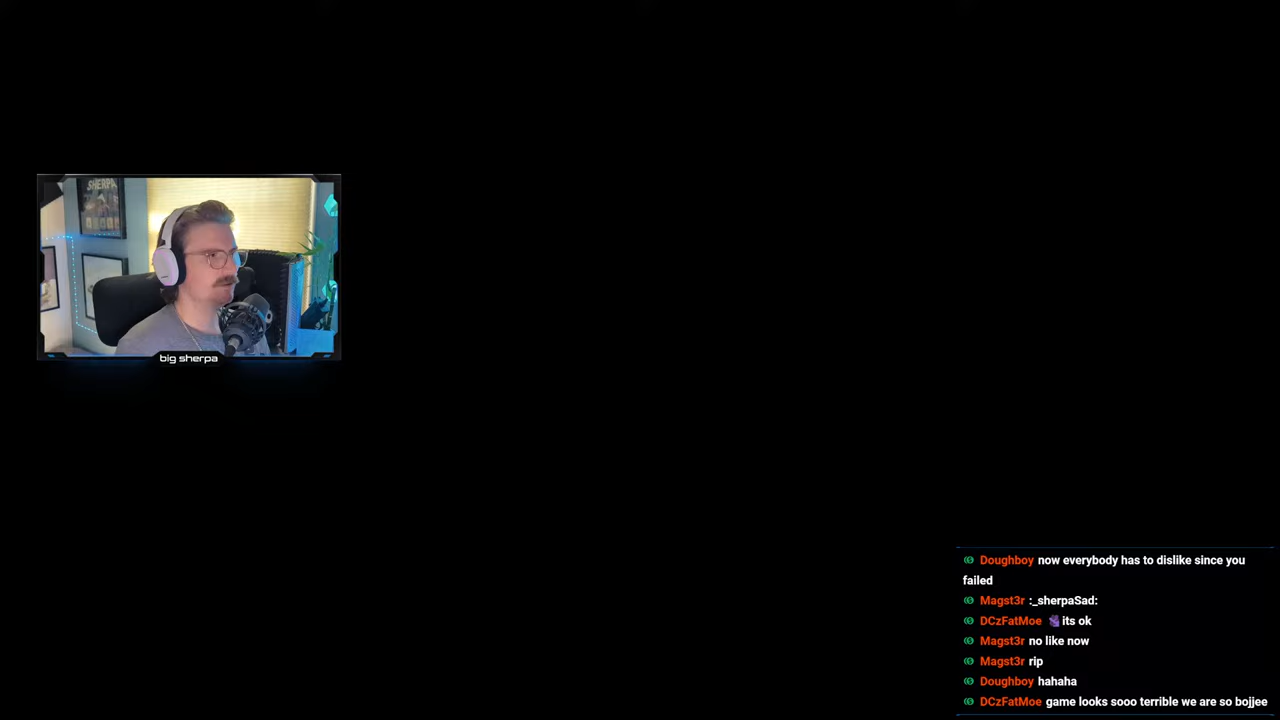 SHERPA
big sherpa
Doughboy now everybody has to dislike since you
failed
Magst3r :_sherpaSad:
DCzFatMoe its ok
Magst3r no like now
Magst3r rip
Doughboy hahaha
DCzFatMoe game looks sooo terrible we are so bojjee